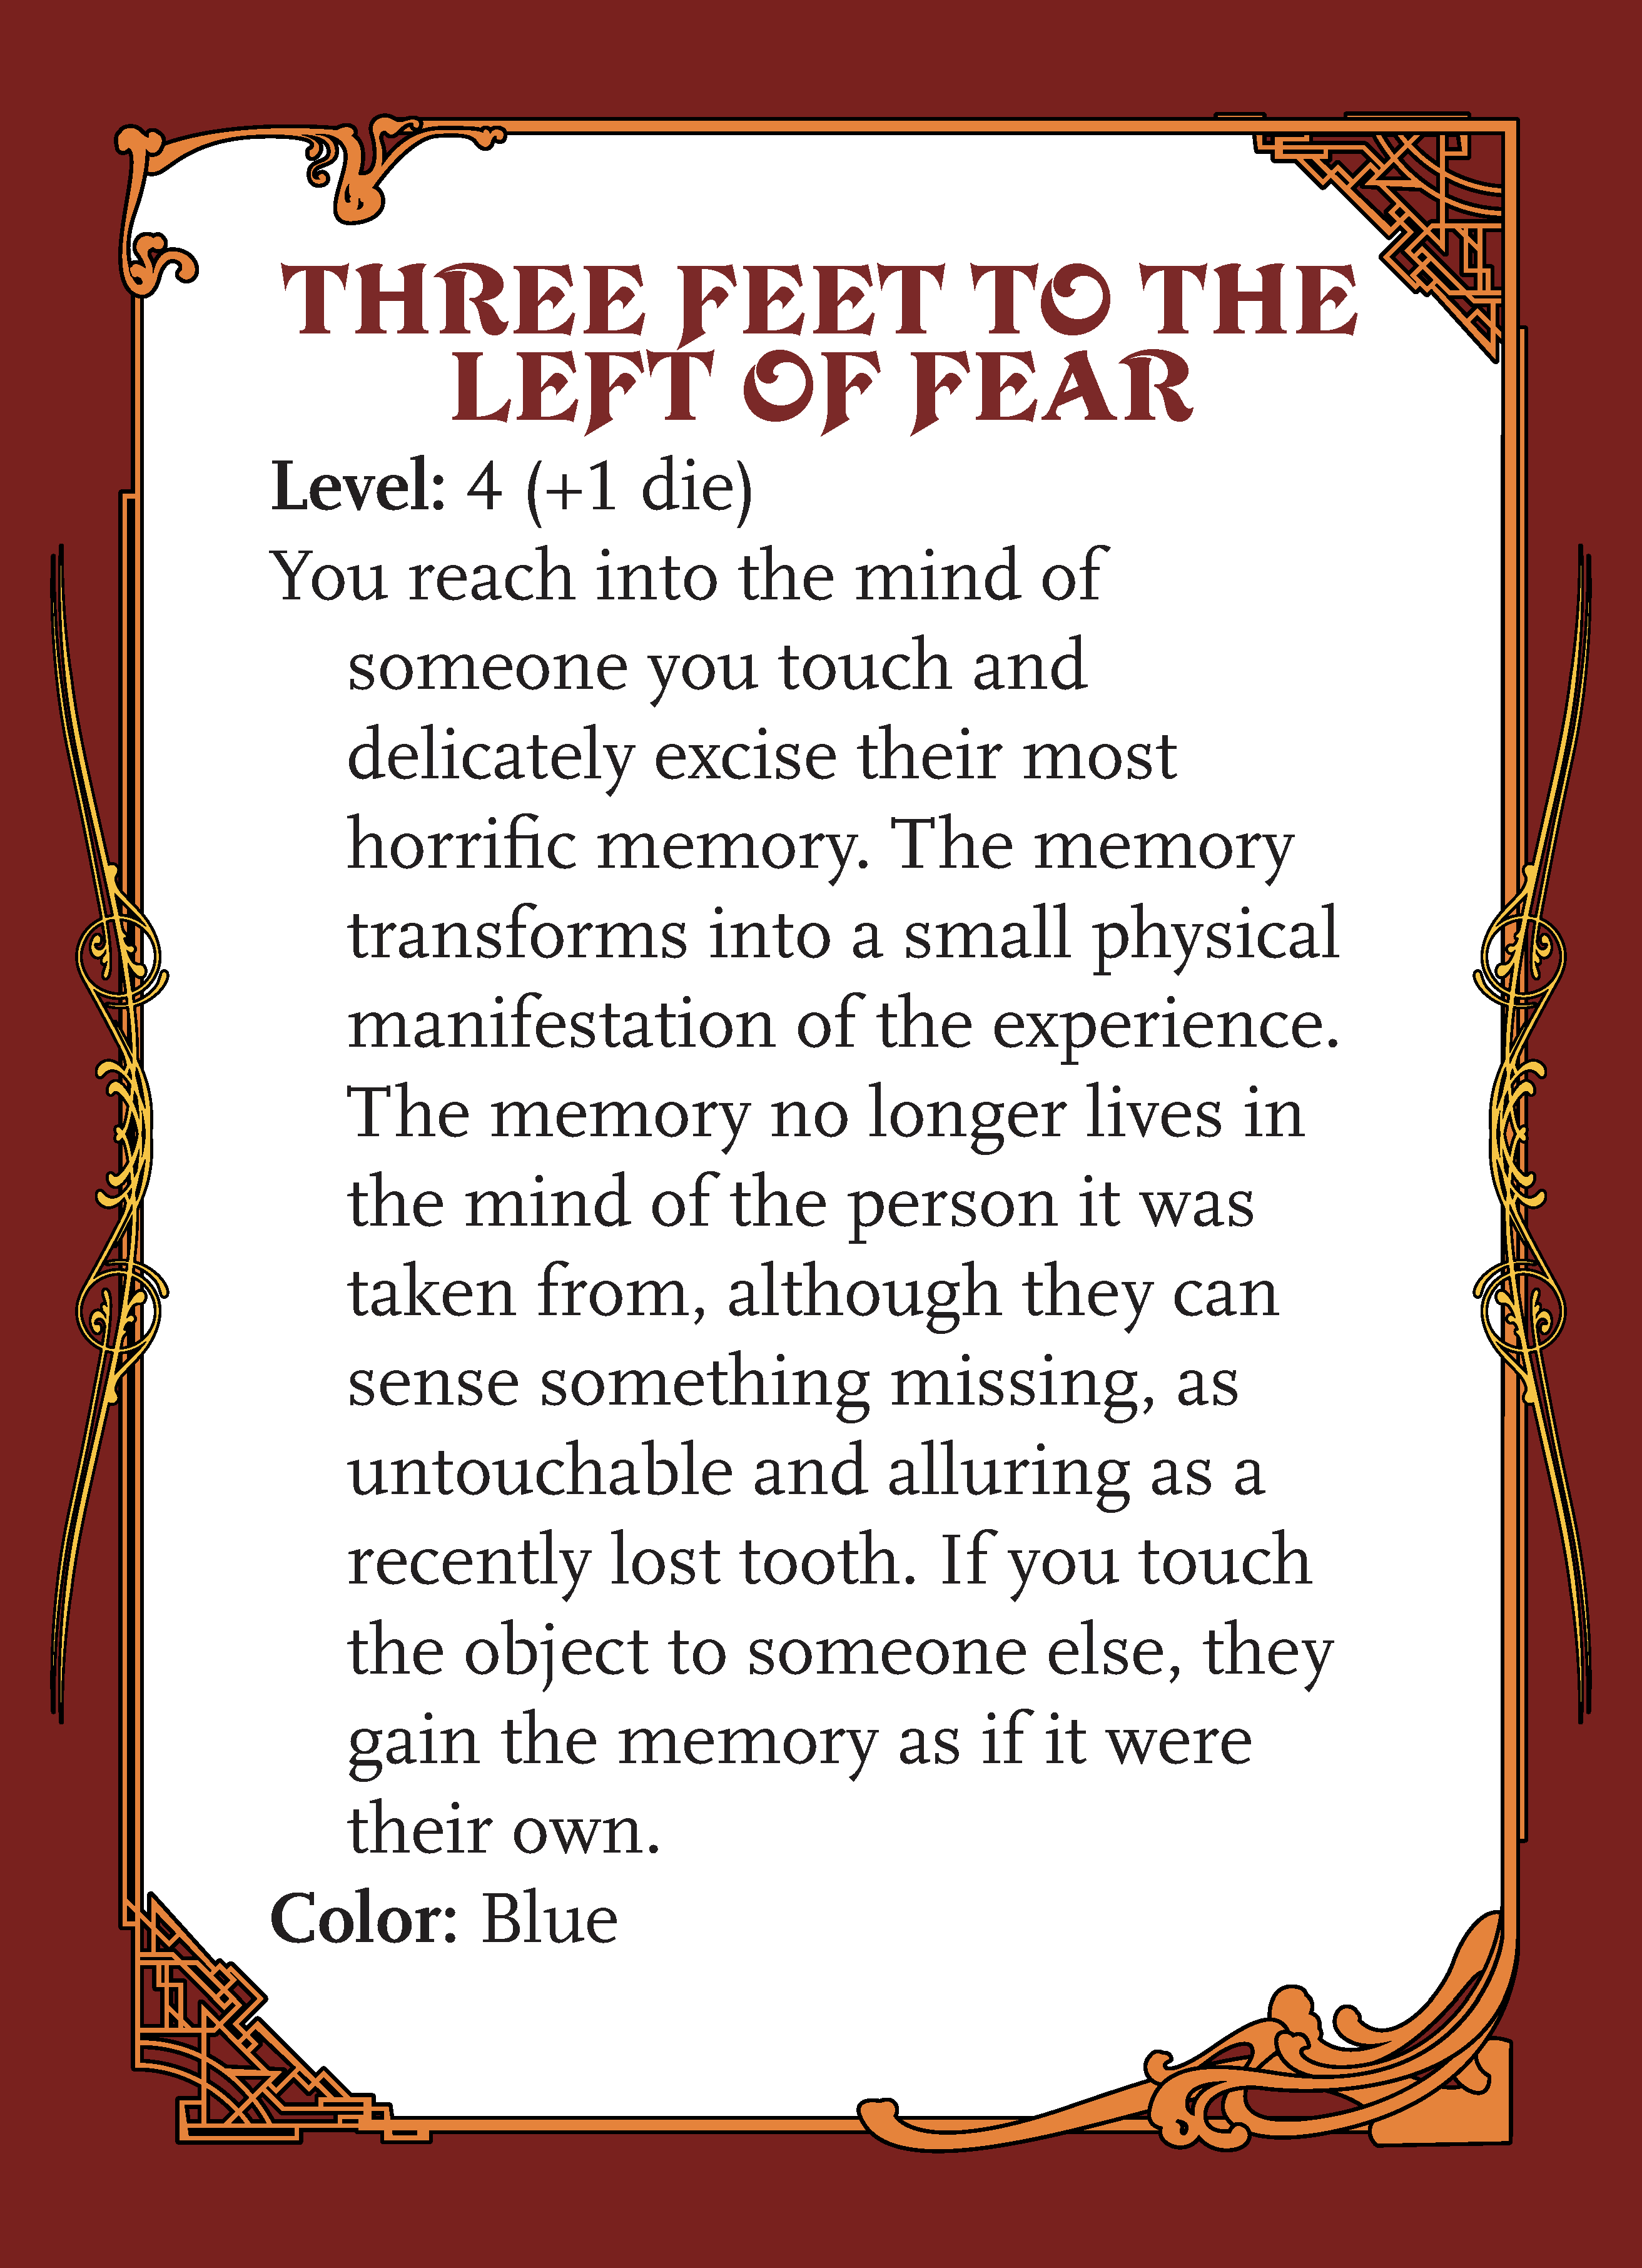 THREE FEET TO THE
LEFT OF FEAR
Level: 4 (+1 die)
You reach into the mind of
someone you touch and
delicately excise their most
horrific memory. The memory
transforms into a small physical
manifestation of the experience.
The memory no longer lives in
the mind of the person it was
taken from, although they can
sense something missing, as
untouchable and alluring as a
recently lost tooth. If you touch
the object to someone else, they
gain the memory as if it were
their own.
Color: Blue